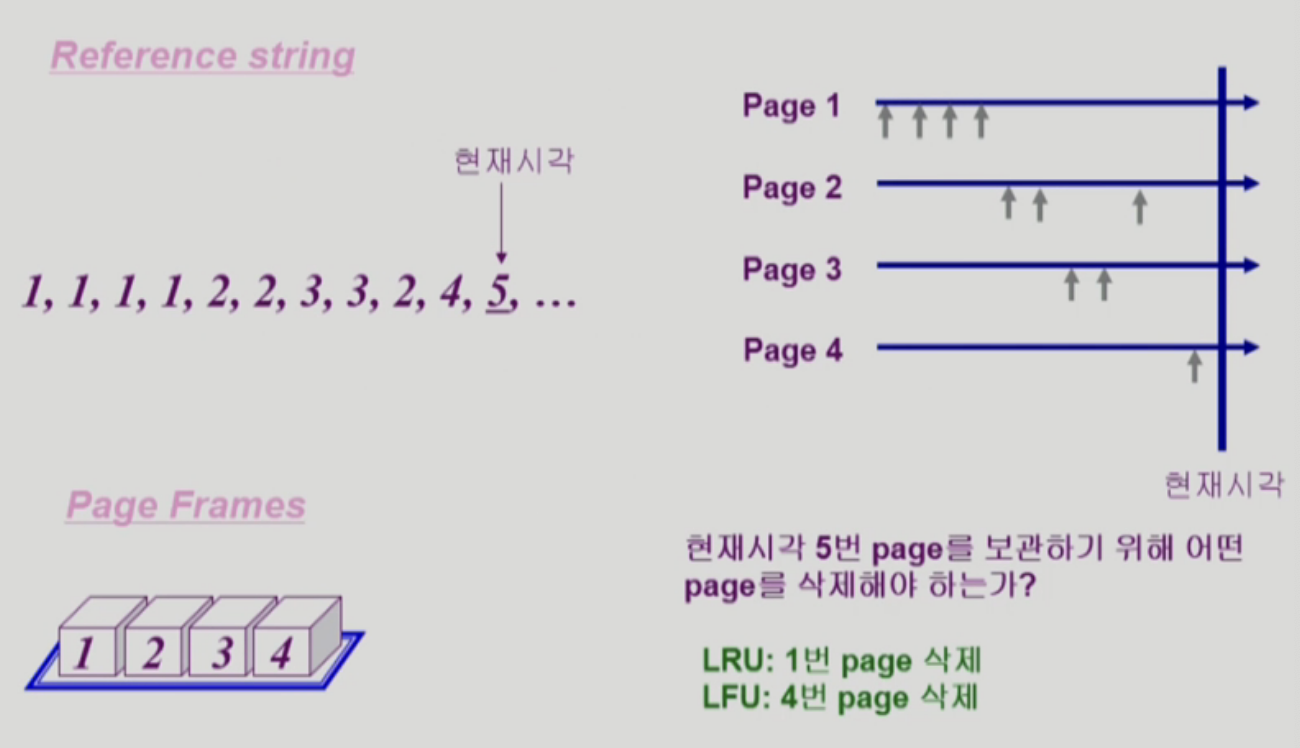 Reference string
현재시각
1, 1, 1, 1, 2, 2, 3, 3, 2, 4, 5, ...
Page Frames
1 2 3 4
Page 1
Page 2
Page 3
Page 4
현재시각
현재시각 5번 page를 보관하기 위해 어떤
page를 삭제해야 하는가?
LRU: 1번 page 삭제
LFU: 4번 page 삭제